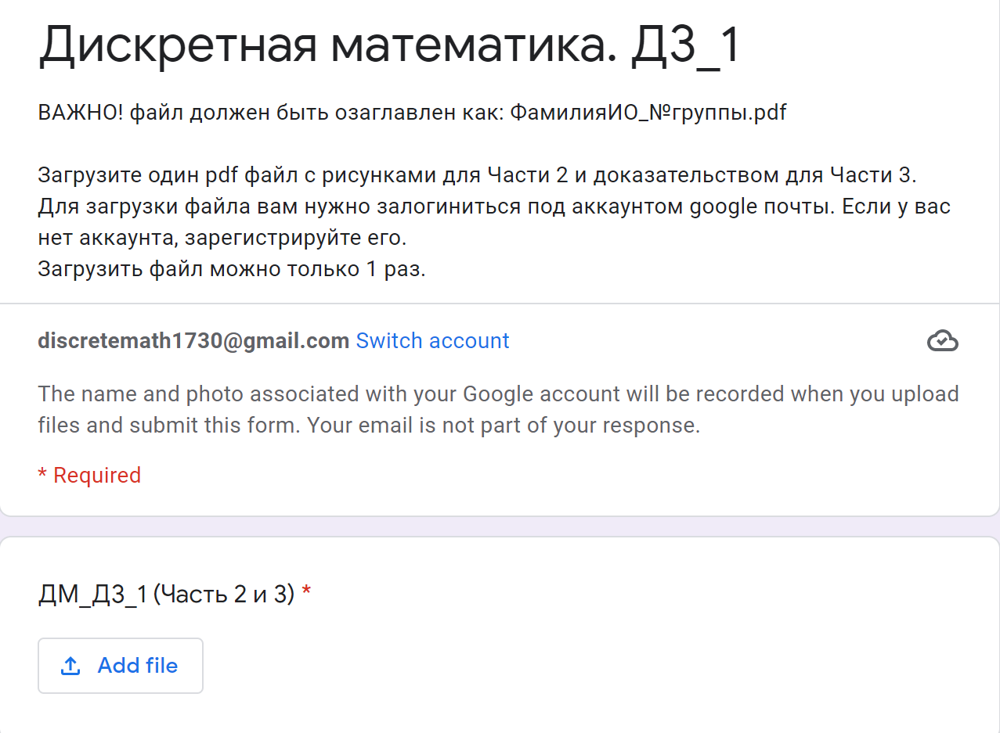 Дискретная математика. ДЗ_1
ВАЖНО! файл должен быть озаглавлен как: ФамилияИО_№группы.pdf
Загрузите один pdf файл с рисунками для Части 2 и доказательством для Части 3.
Для загрузки файла вам нужно залогиниться под аккаунтом google почты. Если у вас
нет аккаунта, зарегистрируйте его.
Загрузить файл можно только 1 раз.
discretemath1730@gmail.com Switch account
The name and photo associated with your Google account will be recorded when you upload
files and submit this form. Your email is not part of your response.
* Required
ДМ_ДЗ_1 (Часть 2 и 3) *
Add file